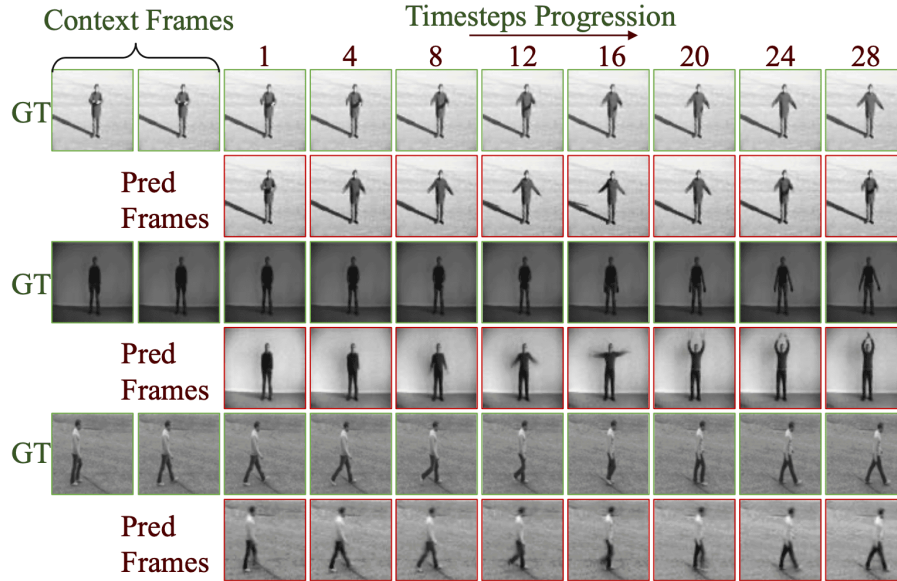 Context Frames
Timesteps Progression
1 4 8 12 16 20 24 28
GT
Pred
Frames
GT
Pred
Frames
GT
Pred
Frames